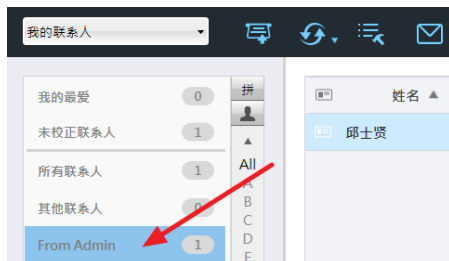 我的联系人
我的最爱 0
未校正联系人 1
所有联系人 1
其他联系人 0
From Admin 1
拼
All
A
B
C
D
E
姓名
邱士贤